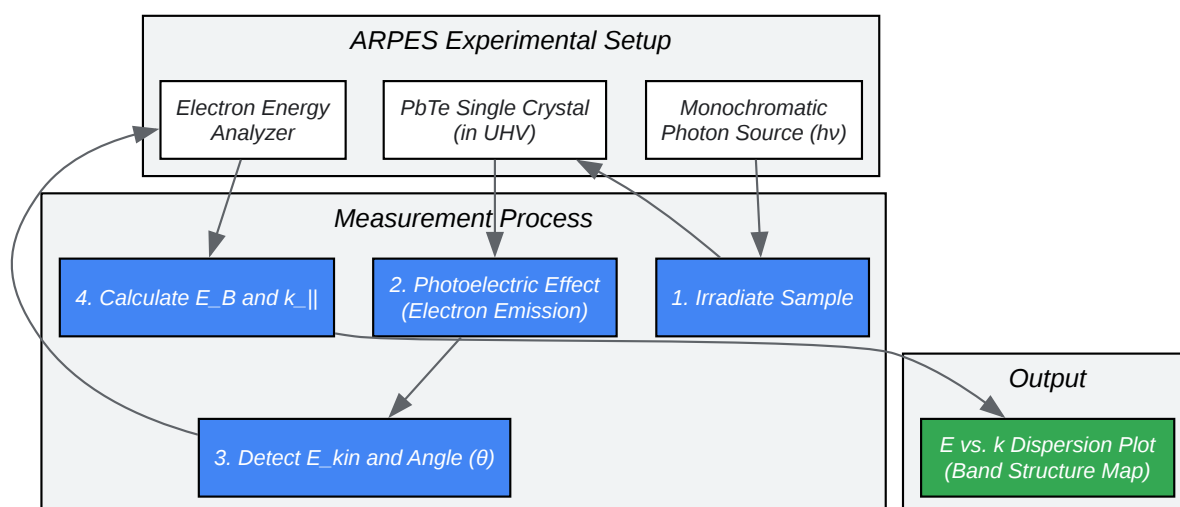 ARPES Experimental Setup
Electron Energy
Analyzer
PbTe Single Crystal
(in UHV)
Monochromatic
Photon Source (hν)
Measurement Process
4. Calculate E_B and k_||
2. Photoelectric Effect
(Electron Emission)
1. Irradiate Sample
3. Detect E_kin and Angle (θ)
Output
E vs. k Dispersion Plot
(Band Structure Map)